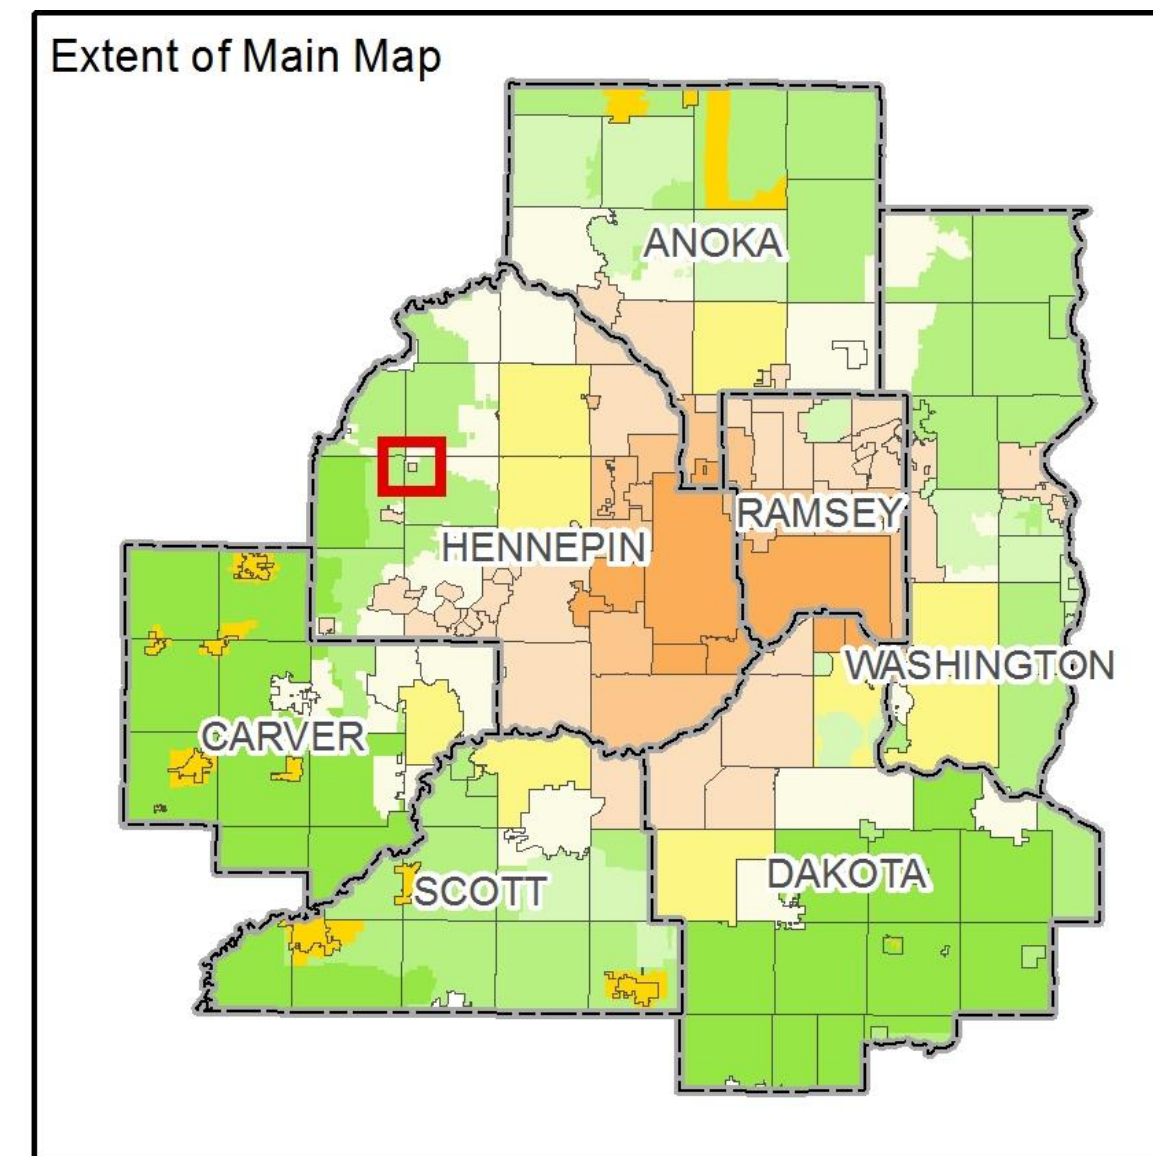 Extent of Main Map
ANOKA
RAMSEY
HENNEPIN
WASHINGTON
CARVER
DAKOTA
SCOTT